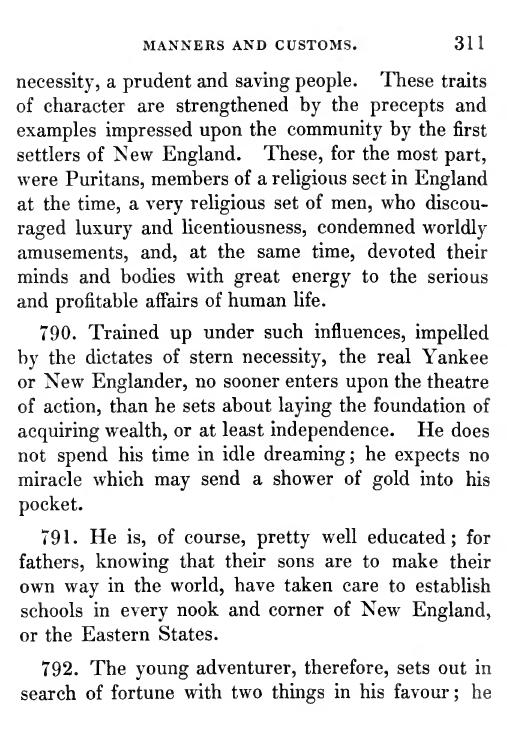 MANNERS AND CUSTOMS. 311
necessity, a prudent and saving people. These traits
of character are strengthened by the precepts and
examples impressed upon the community by the first
settlers of New England. These, for the most part,
were Puritans, members of a religious sect in England
at the time, a very religious set of men, who discou-
raged luxury and licentiousness, condemned worldly
amusements, and, at the same time, devoted their
minds and bodies with great energy to the serious
and profitable affairs of human life.
790. Trained up under such influences, impelled
by the dictates of stern necessity, the real Yankee
or New Englander, no sooner enters upon the theatre
of action, than he sets about laying the foundation of
acquiring wealth, or at least independence. He does
not spend his time in idle dreaming; he expects no
miracle which may send a shower of gold into his
pocket.
791. He is, of course, pretty well educated; for
fathers, knowing that their sons are to make their
own way in the world, have taken care to establish
schools in every nook and corner of New England,
or the Eastern States.
792. The young adventurer, therefore, sets out in
search of fortune with two things in his favour; he